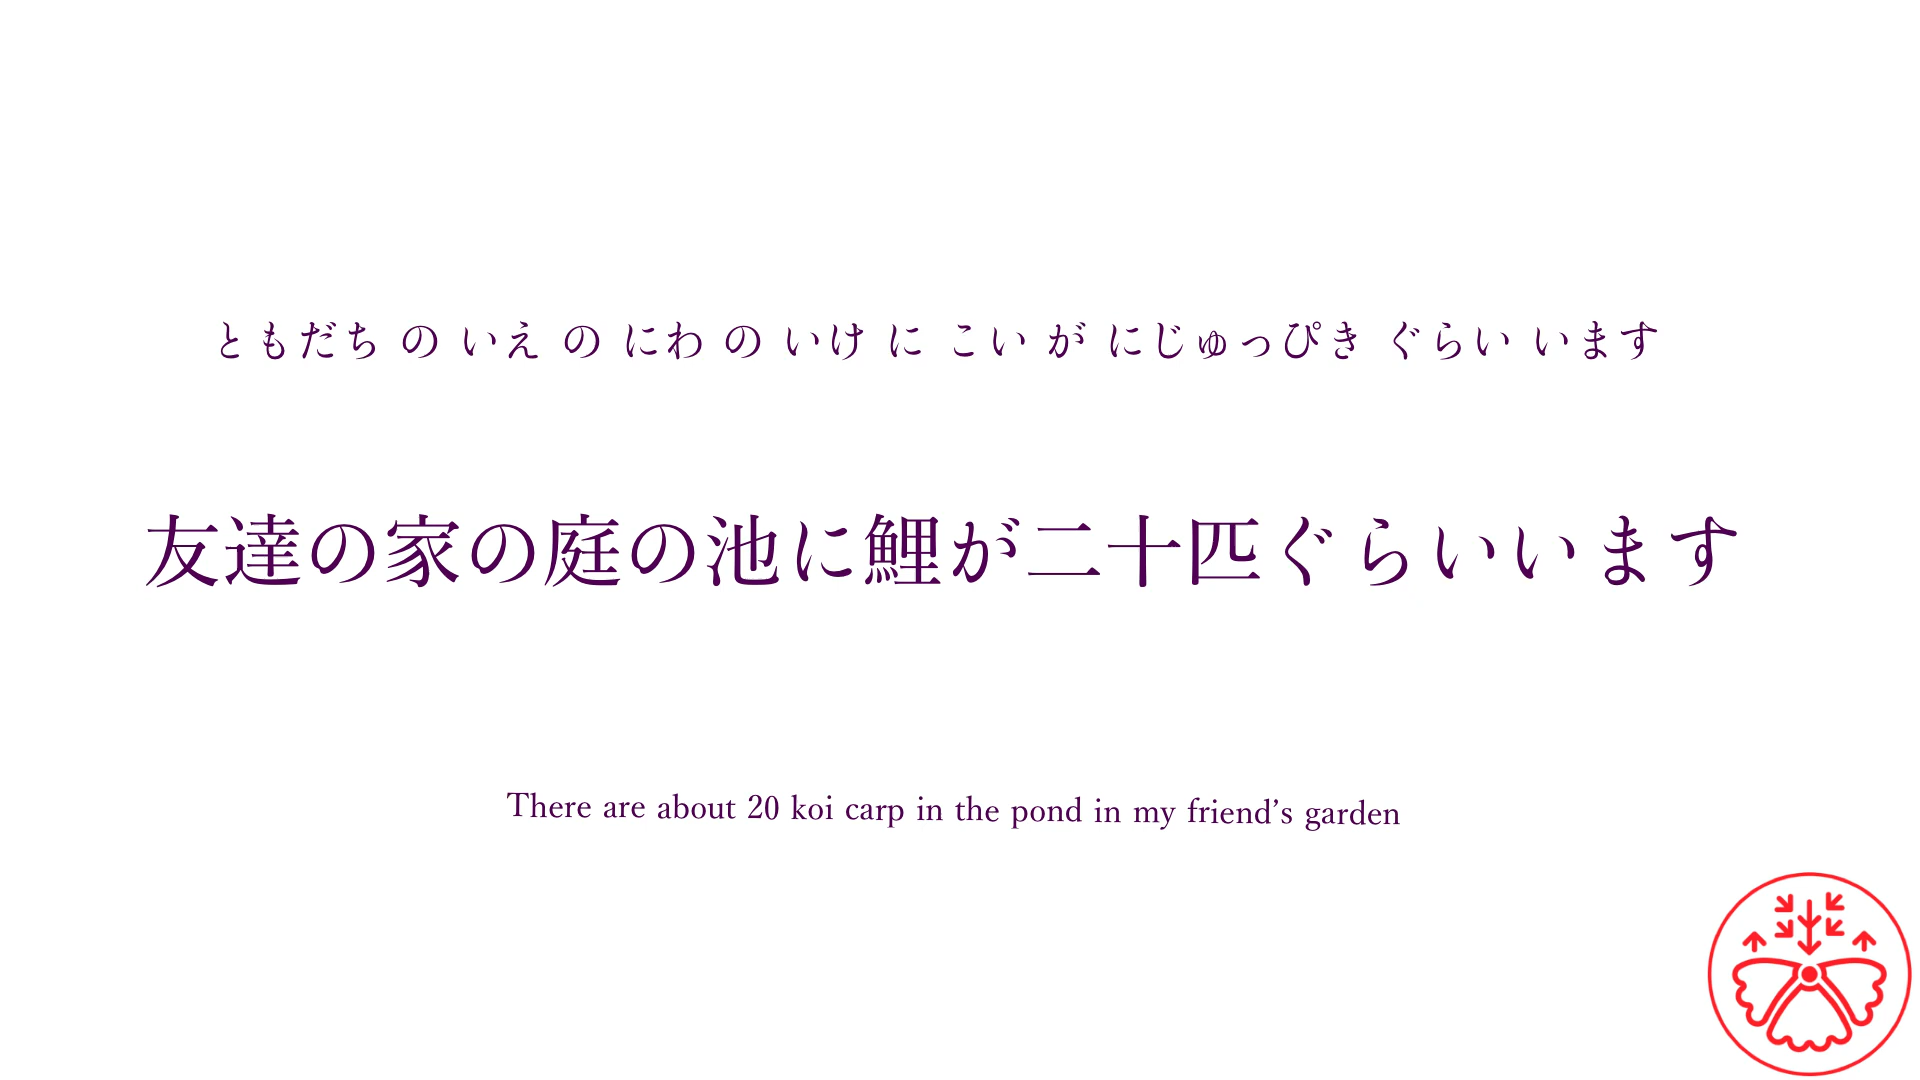 ともだち の いえ の にわ の いけ に こい が にじゅっぴき ぐらい います
友達の家の庭の池に鯉が二十匹ぐらいいます
There are about 20 koi carp in the pond in my friend’s garden